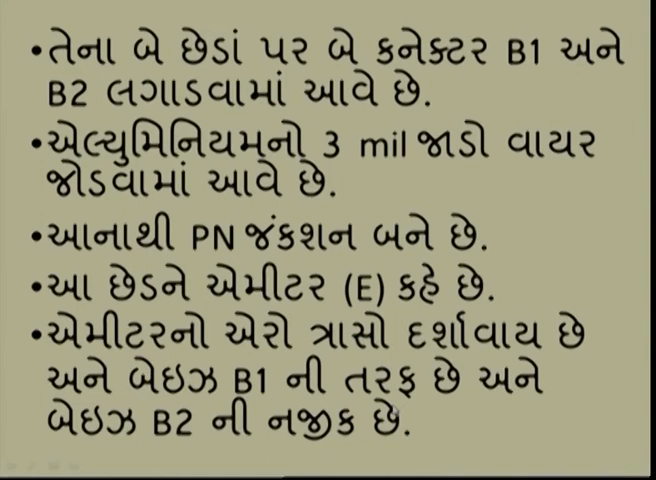 •તેના બે છેડાં પર બે કનેક્ટર B1 અને
B2 લગાડવામાં આવે છે.
•એલ્યુમિનિયમનો 3 mil જાડો વાયર
જોડવામાં આવે છે.
•આનાથી PN જંકશન બને છે.
•આ છેડને એમીટર (E) કહે છે.
•એમીટરનો એરો ત્રાસો દર્શાવાય છે
અને બેઇઝ B1 ની તરફ છે અને
બેઇઝ B2 ની નજીક છે.